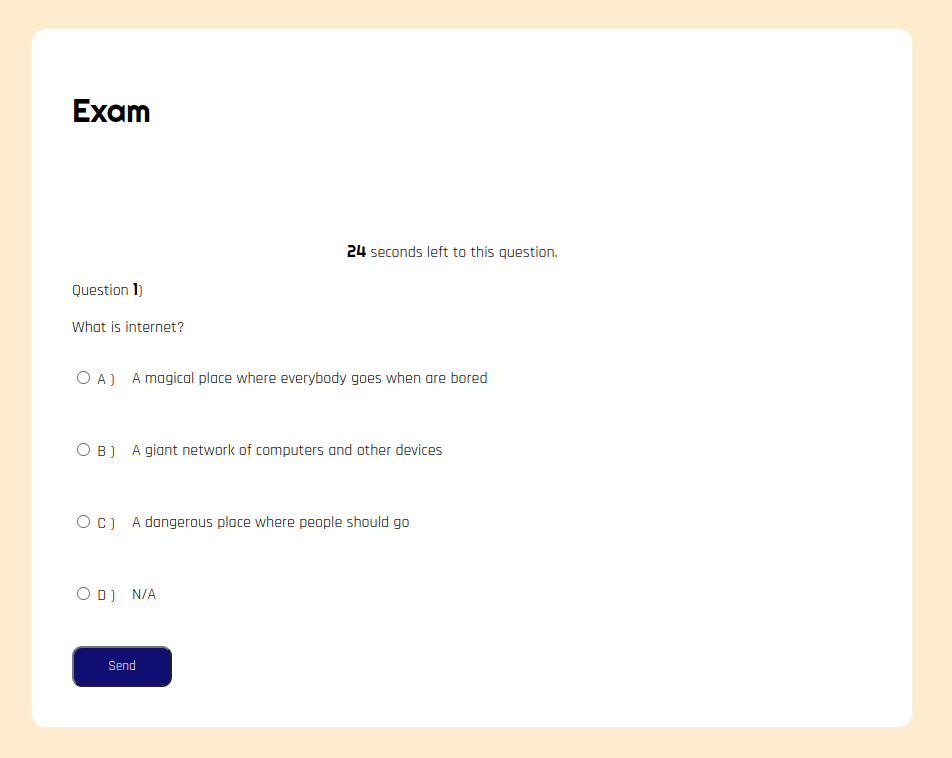 Exam
24 seconds left to this question.
Question 1)
What is internet?
A ) A magical place where everybody goes when are bored
B ) A giant network of computers and other devices
C ) A dangerous place where people should go
D ) N/A
Send